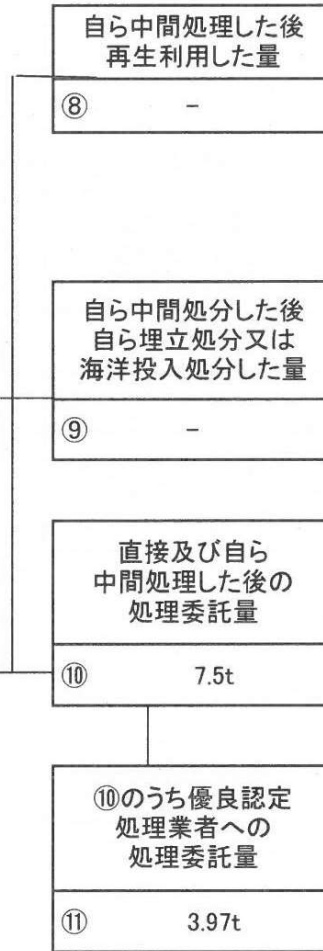 自ら中間処理した後
再生利用した量
⑧ －
自ら中間処分した後
自ら埋立処分又は
海洋投入処分した量
⑨ －
直接及び自ら
中間処理した後の
処理委託量
⑩ 7.5t
⑩のうち優良認定
処理業者への
処理委託量
⑪ 3.97t